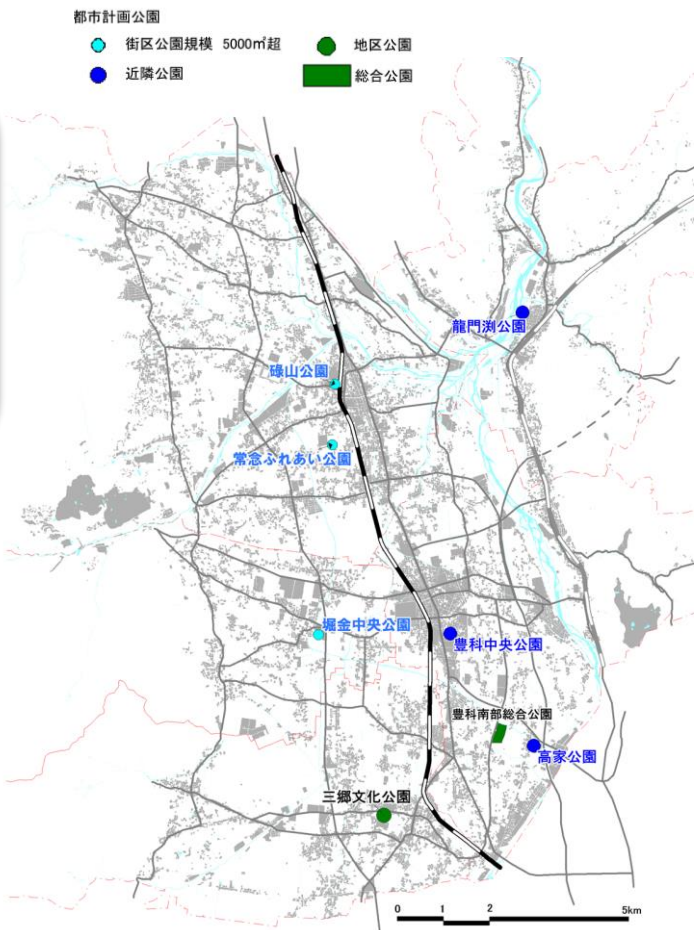 都市計画公園
街区公園規模 5000㎡超
地区公園
近隣公園
総合公園
龍門渕公園
碌山公園
常念ふれあい公園
堀金中央公園
豊科中央公園
豊科南部総合公園
高家公園
三郷文化公園
0 1 2 5km